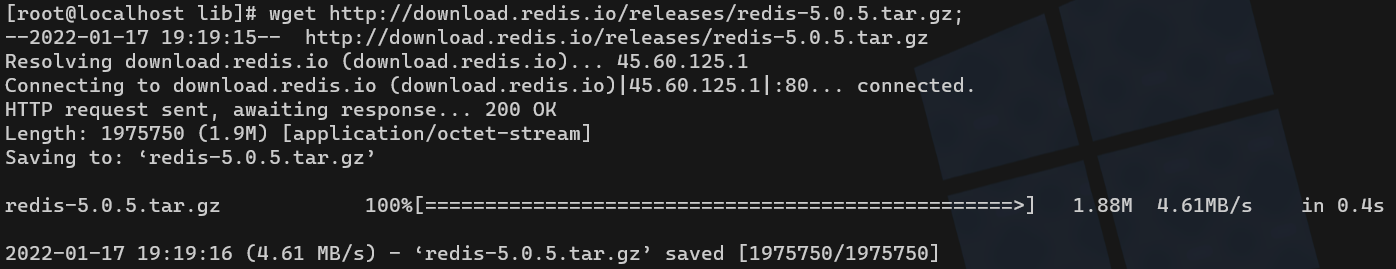 [root@localhost lib]# wget http://download.redis.io/releases/redis-5.0.5.tar.gz;
--2022-01-17 19:19:15--  http://download.redis.io/releases/redis-5.0.5.tar.gz
Resolving download.redis.io (download.redis.io)... 45.60.125.1
Connecting to download.redis.io (download.redis.io)|45.60.125.1|:80... connected.
HTTP request sent, awaiting response... 200 OK
Length: 1975750 (1.9M) [application/octet-stream]
Saving to: ‘redis-5.0.5.tar.gz’
redis-5.0.5.tar.gz            100%[=================================================>]   1.88M  4.61MB/s    in 0.4s
2022-01-17 19:19:16 (4.61 MB/s) - ‘redis-5.0.5.tar.gz’ saved [1975750/1975750]